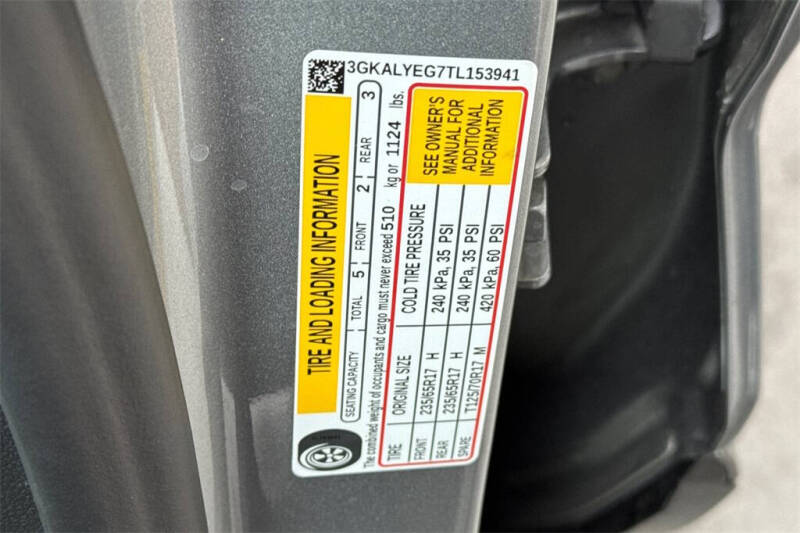 3GKALYEG7TL153941
TIRE AND LOADING INFORMATION
SEATING CAPACITY TOTAL 5 FRONT 2 REAR 3
The combined weight of occupants and cargo must never exceed 510 kg or 1124 lbs.
TIRE ORIGINAL SIZE COLD TIRE PRESSURE
FRONT 235/65R17 H 240 kPa, 35 PSI
REAR 235/65R17 H 240 kPa, 35 PSI
SPARE T125/70R17 M 420 kPa, 60 PSI
SEE OWNER'S
MANUAL FOR
ADDITIONAL
INFORMATION